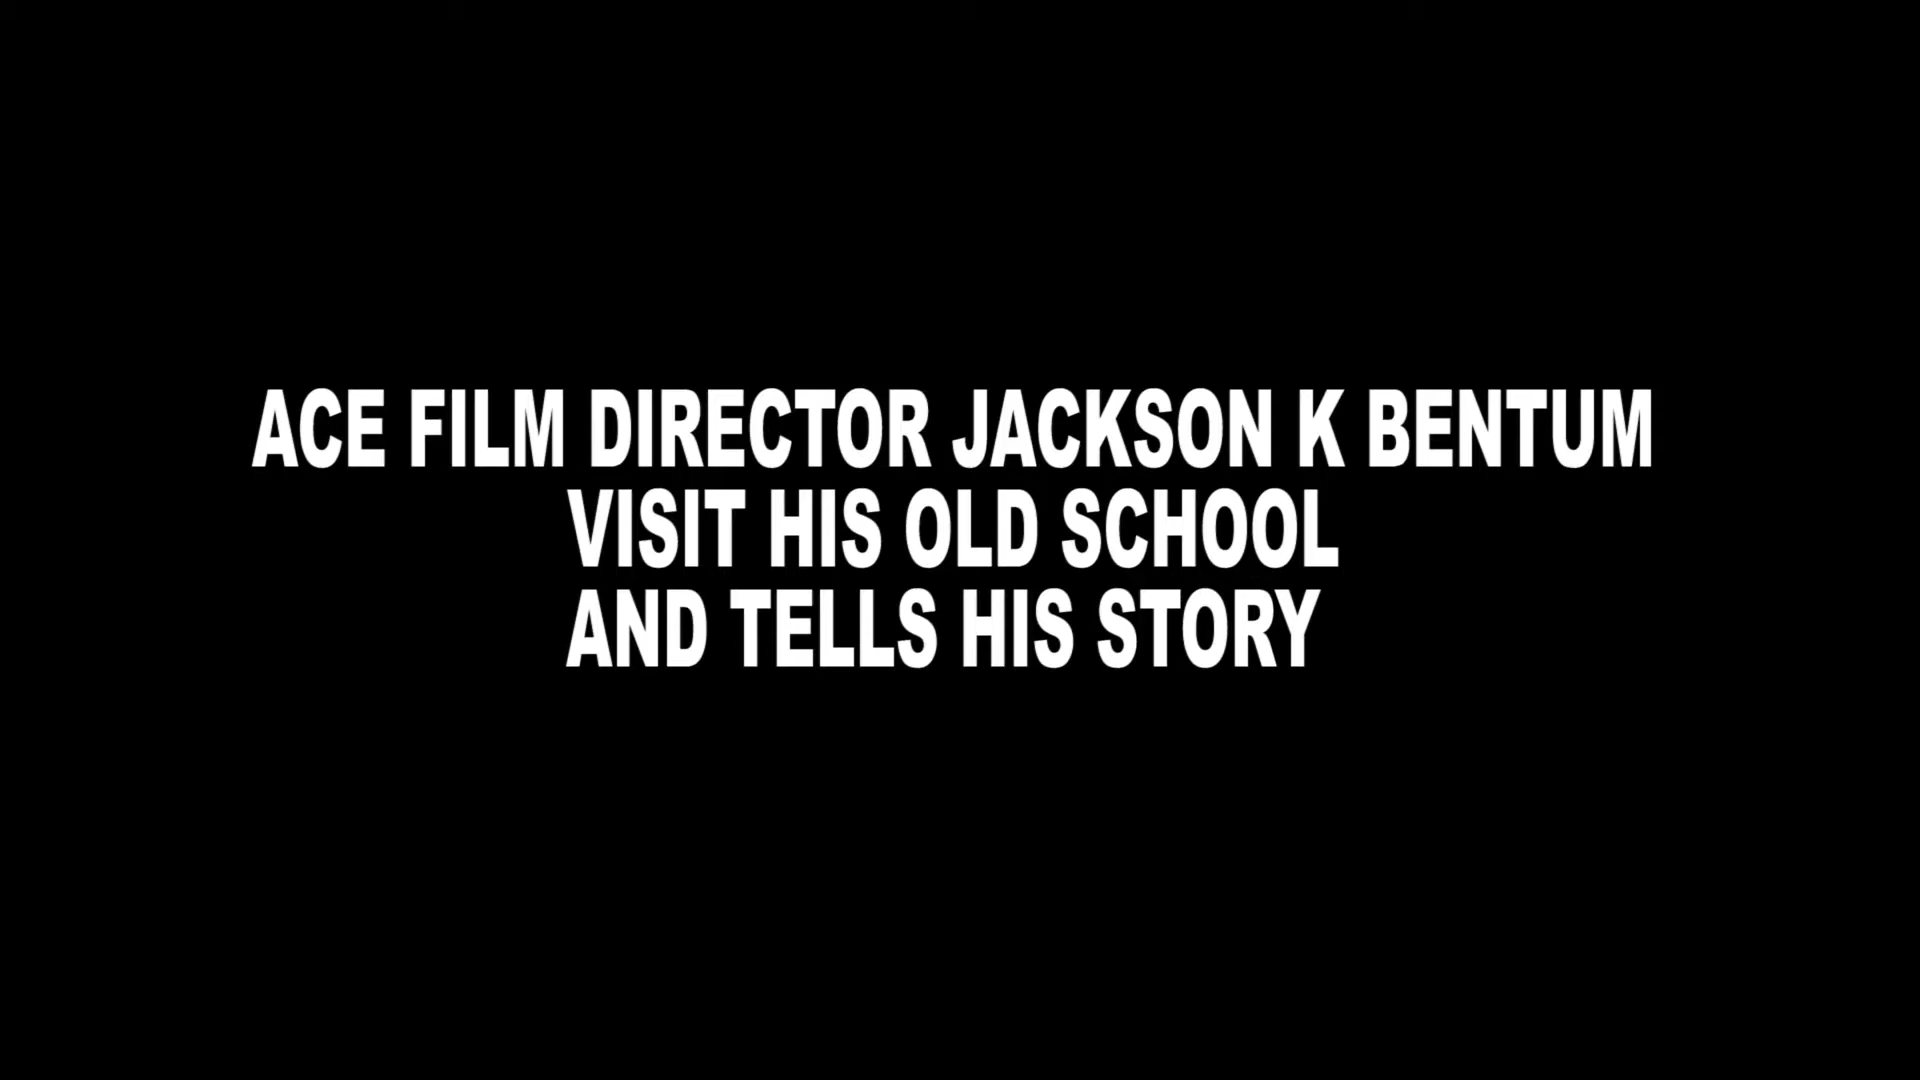 ACE FILM DIRECTOR JACKSON K BENTUM
VISIT HIS OLD SCHOOL
AND TELLS HIS STORY